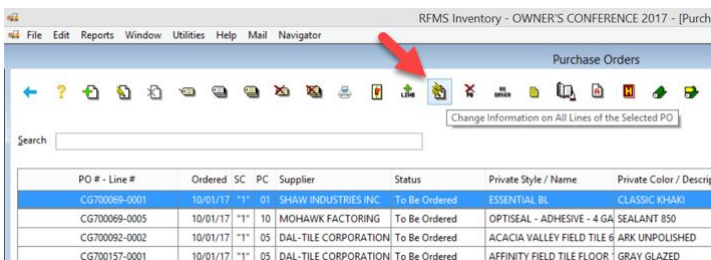 RFMS Inventory - OWNER'S CONFERENCE 2017 - [Purch
File Edit Reports Window Utilities Help Mail Navigator
Purchase Orders
LINE
Change Information on All Lines of the Selected PO
Search
PO # - Line # Ordered SC PC Supplier Status Private Style / Name Private Color / Descrip
CG700069-0001 10/01/17 "1" 01 SHAW INDUSTRIES INC To Be Ordered ESSENTIAL BL CLASSIC KHAKI
CG700069-0005 10/01/17 "1" 10 MOHAWK FACTORING To Be Ordered OPTISEAL - ADHESIVE - 4 GA SEALANT 850
CG700092-0002 10/01/17 "1" 05 DAL-TILE CORPORATION To Be Ordered ACACIA VALLEY FIELD TILE 6 ARK UNPOLISHED
CG700157-0001 10/01/17 "1" 05 DAL-TILE CORPORATION To Be Ordered AFFINITY FIELD TILE FLOOR GRAY GLAZED